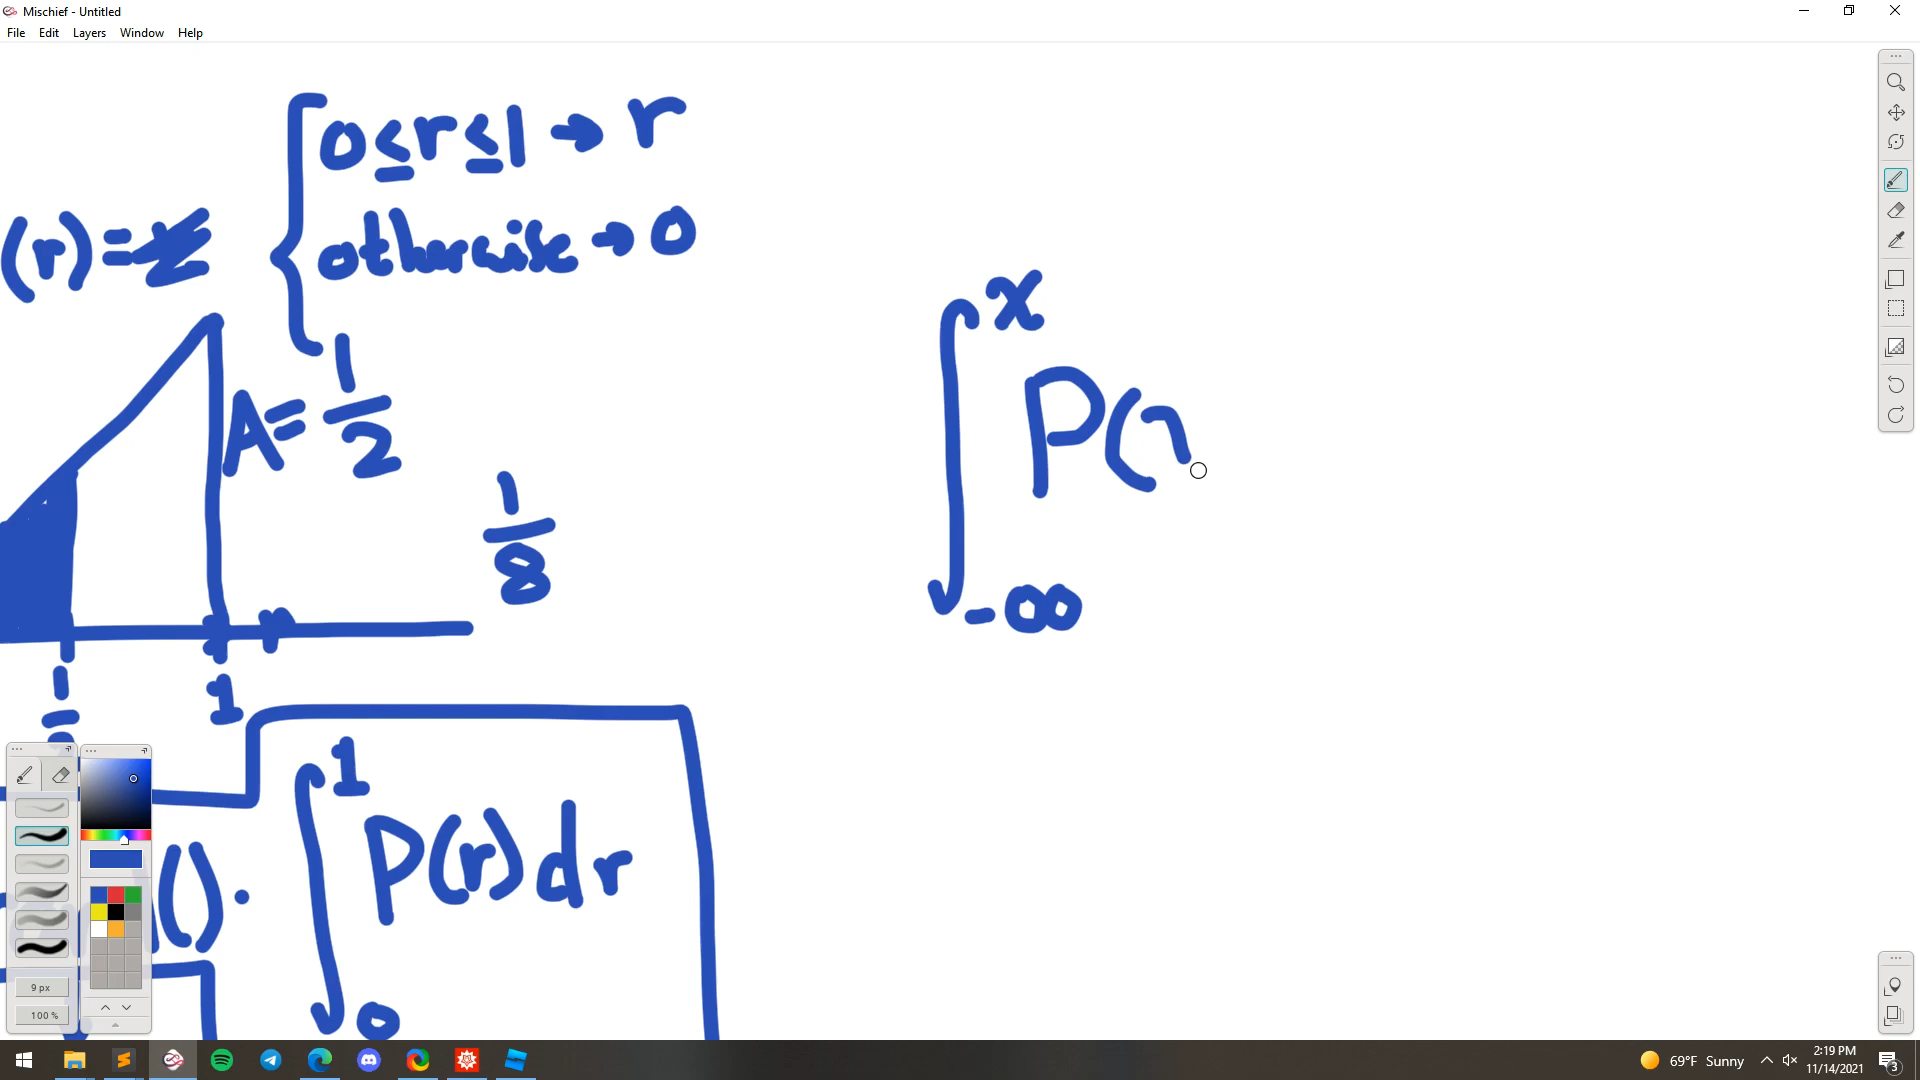 Mischief - Untitled
File Edit Layers Window Help
0≤r≤1→r
(r)=
otherwise→0
x
∫ P(
-∞
A=1/2
1/8
1
1
∫ P(r)dr
0
() ·
9 px
100 %
69°F Sunny
2:19 PM
11/14/2021
3